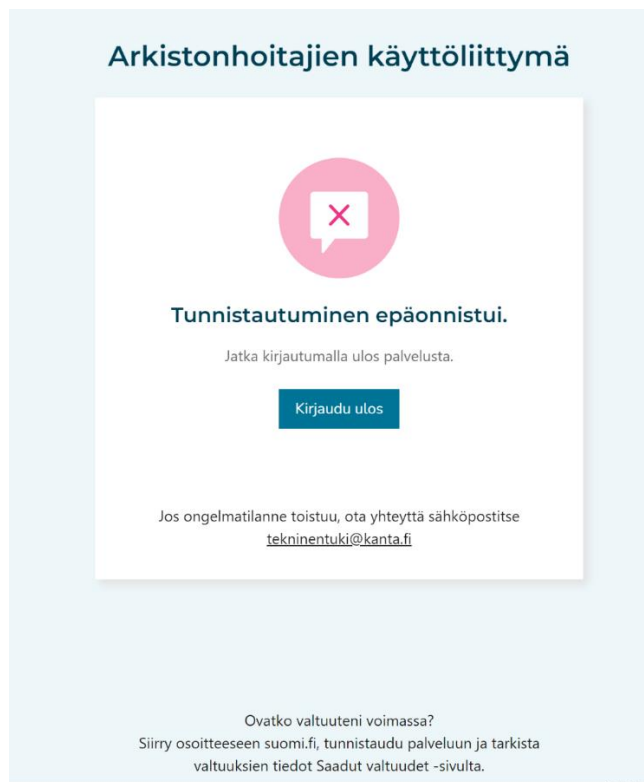 Arkistonhoitajien käyttöliittymä
Tunnistautuminen epäonnistui.
Jatka kirjautumalla ulos palvelusta.
Kirjaudu ulos
Jos ongelmatilanne toistuu, ota yhteyttä sähköpostitse
tekninentuki@kanta.fi
Ovatko valtuuteni voimassa?
Siirry osoitteeseen suomi.fi, tunnistaudu palveluun ja tarkista
valtuuksien tiedot Saadut valtuudet -sivulta.